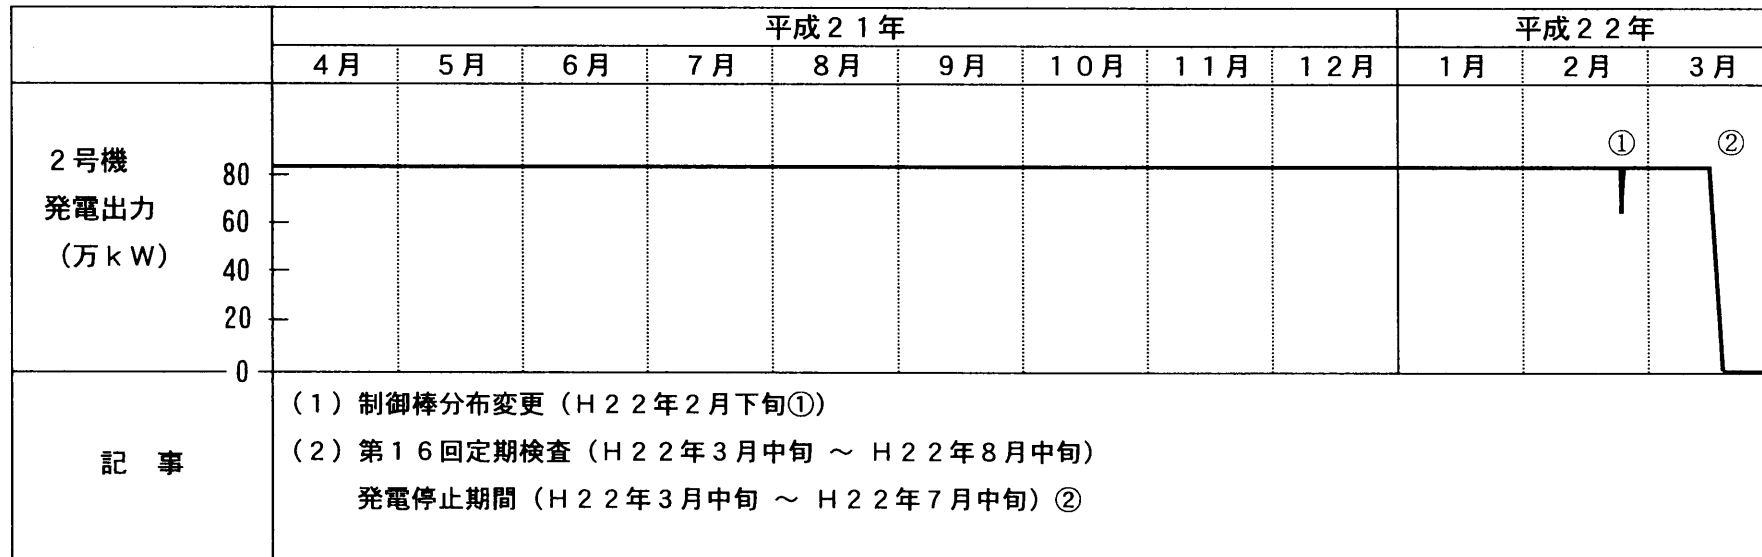 平成21年 平成22年
4月 5月 6月 7月 8月 9月 10月 11月 12月 1月 2月 3月
① ②
2号機
発電出力
(万kW)
80
60
40
20
0
記 事
(1)制御棒分布変更(H22年2月下旬①)
(2)第16回定期検査(H22年3月中旬 ~ H22年8月中旬)
発電停止期間(H22年3月中旬 ~ H22年7月中旬)②